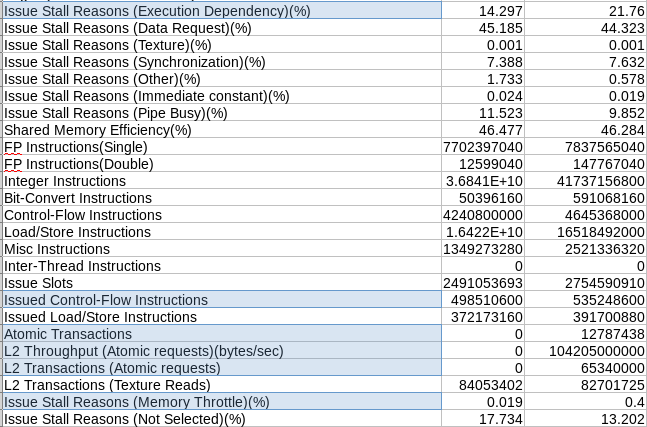 Issue Stall Reasons (Execution Dependency)(%) 14.297 21.76
Issue Stall Reasons (Data Request)(%) 45.185 44.323
Issue Stall Reasons (Texture)(%) 0.001 0.001
Issue Stall Reasons (Synchronization)(%) 7.388 7.632
Issue Stall Reasons (Other)(%) 1.733 0.578
Issue Stall Reasons (Immediate constant)(%) 0.024 0.019
Issue Stall Reasons (Pipe Busy)(%) 11.523 9.852
Shared Memory Efficiency(%) 46.477 46.284
FP Instructions(Single) 7702397040 7837565040
FP Instructions(Double) 12599040 147767040
Integer Instructions 3.6841E+10 41737156800
Bit-Convert Instructions 50396160 591068160
Control-Flow Instructions 4240800000 4645368000
Load/Store Instructions 1.6422E+10 16518492000
Misc Instructions 1349273280 2521336320
Inter-Thread Instructions 0 0
Issue Slots 2491053693 2754590910
Issued Control-Flow Instructions 498510600 535248600
Issued Load/Store Instructions 372173160 391700880
Atomic Transactions 0 12787438
L2 Throughput (Atomic requests)(bytes/sec) 0 104205000000
L2 Transactions (Atomic requests) 0 65340000
L2 Transactions (Texture Reads) 84053402 82701725
Issue Stall Reasons (Memory Throttle)(%) 0.019 0.4
Issue Stall Reasons (Not Selected)(%) 17.734 13.202